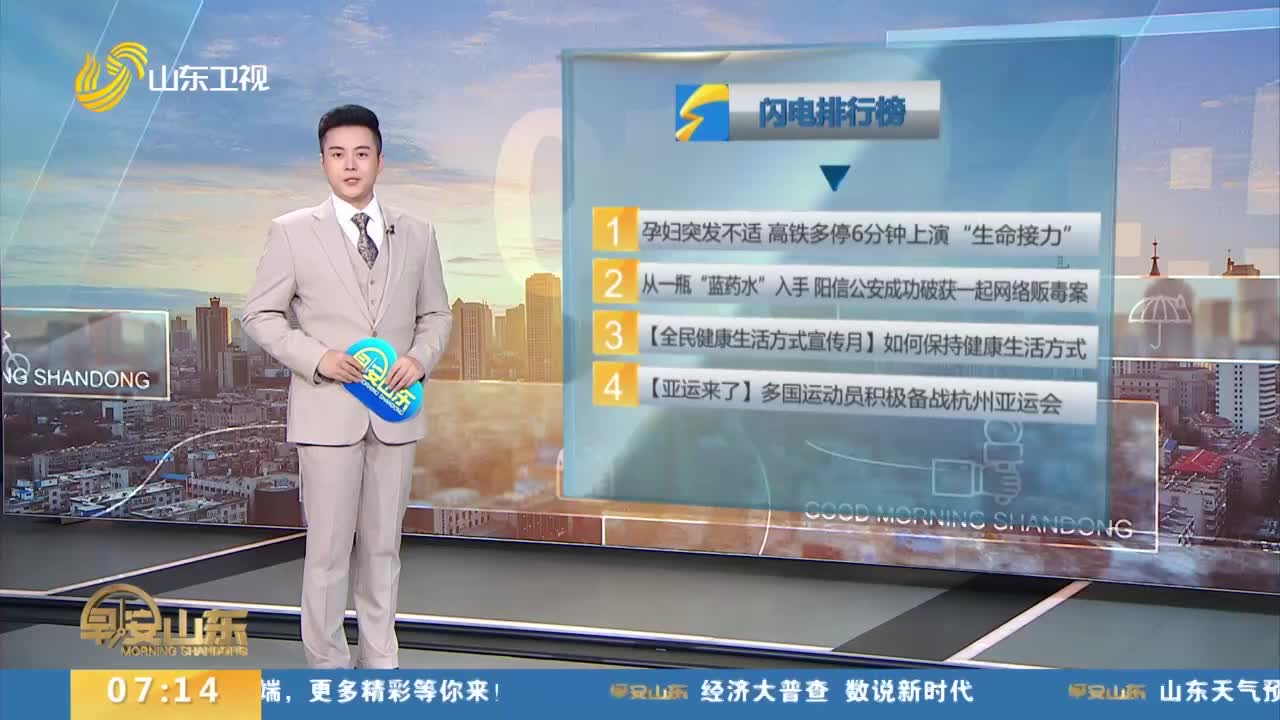 山东卫视
闪电排行榜
1 孕妇突发不适 高铁多停6分钟上演“生命接力”
2 从一瓶“蓝药水”入手 阳信公安成功破获一起网络贩毒案
3 【全民健康生活方式宣传月】如何保持健康生活方式
4 【亚运来了】多国运动员积极备战杭州亚运会
NG SHANDONG
早安山东
MORNING SHANDONG
GOOD MORNING SHANDONG
早安山东
MORNING SHANDONG
07:14 端，更多精彩等你来！ 早安山东 经济大普查 数说新时代 早安山东 山东天气预